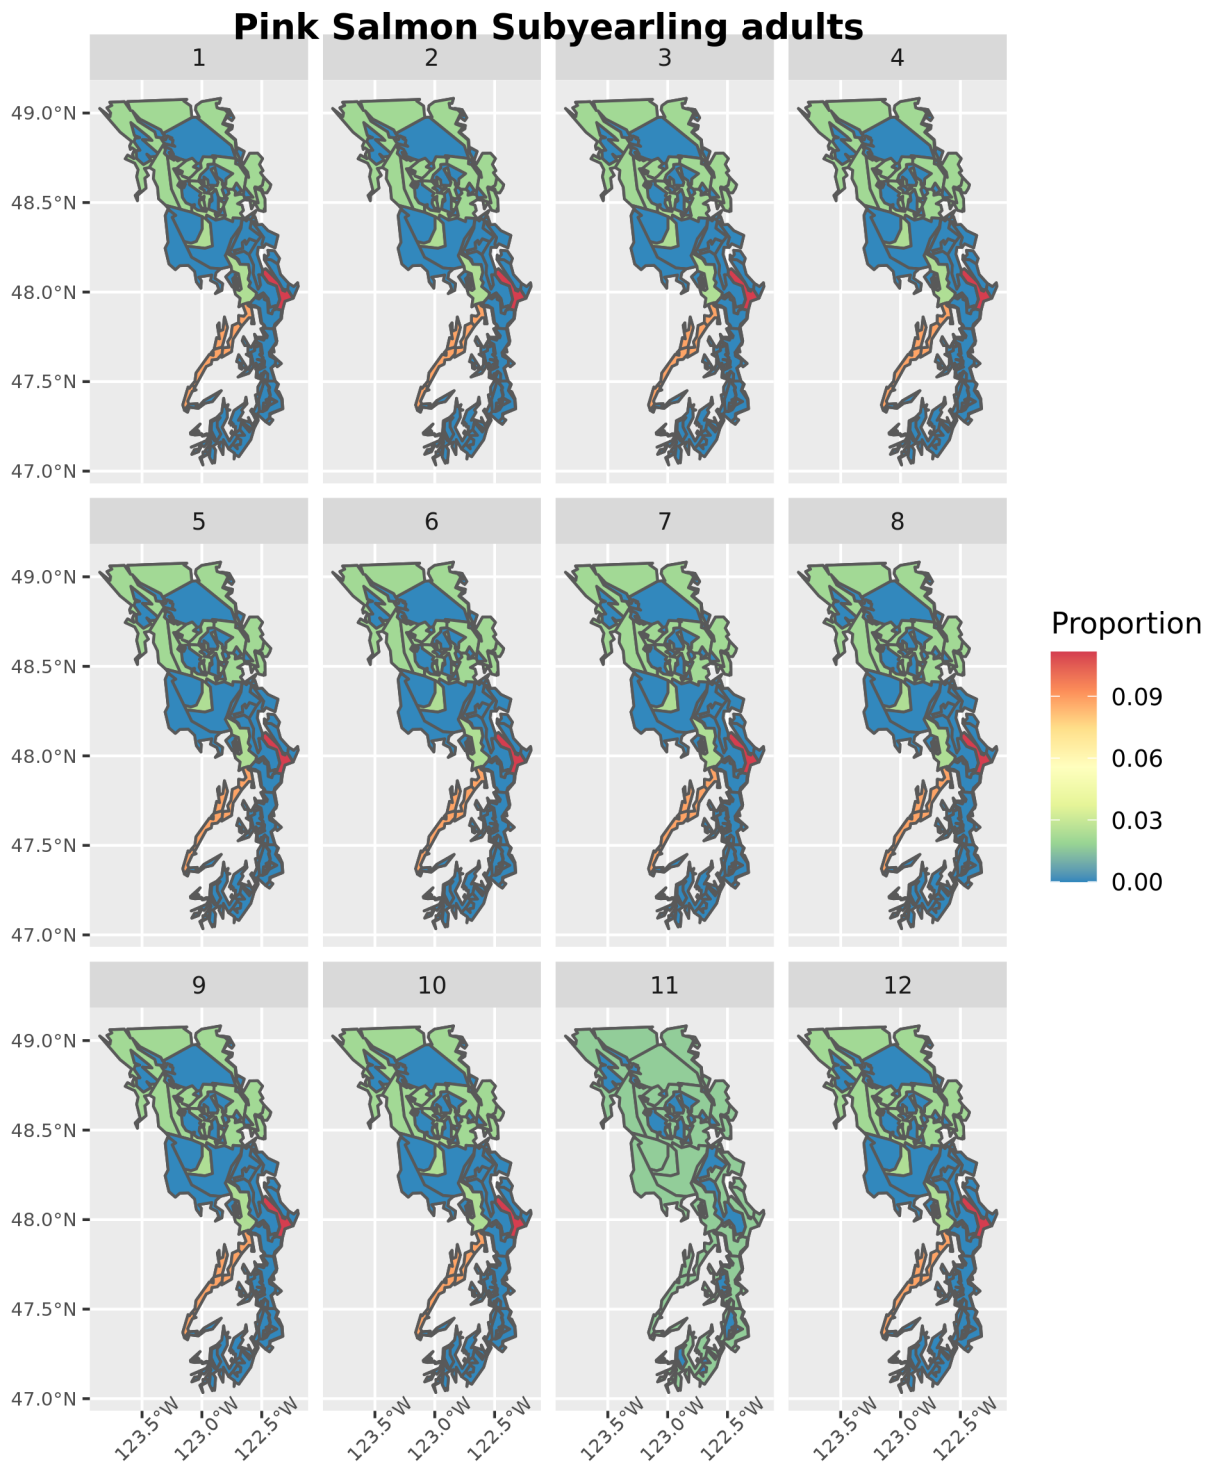 Pink Salmon Subyearling adults
1 2 3 4
49.0°N
48.5°N
48.0°N
47.5°N
47.0°N
5 6 7 8
49.0°N
48.5°N
48.0°N
47.5°N
47.0°N
Proportion
0.09
0.06
0.03
0.00
9 10 11 12
49.0°N
48.5°N
48.0°N
47.5°N
47.0°N
123.5°W 123.0°W 122.5°W 123.5°W 123.0°W 122.5°W 123.5°W 123.0°W 122.5°W 123.5°W 123.0°W 122.5°W